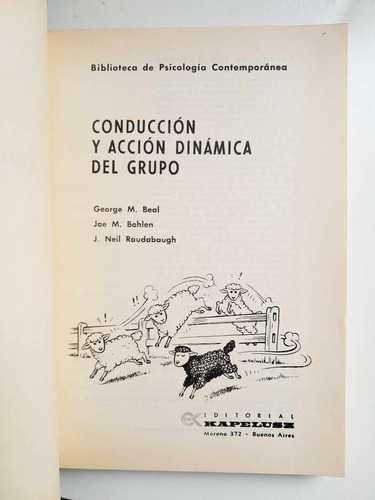 Biblioteca de Psicología Contemporánea
CONDUCCIÓN
Y ACCIÓN DINÁMICA
DEL GRUPO
George M. Beal
Joe M. Bohlen
J. Neil Raudabaugh
EK EDITORIAL
KAPELUSZ
Moreno 372 • Buenos Aires